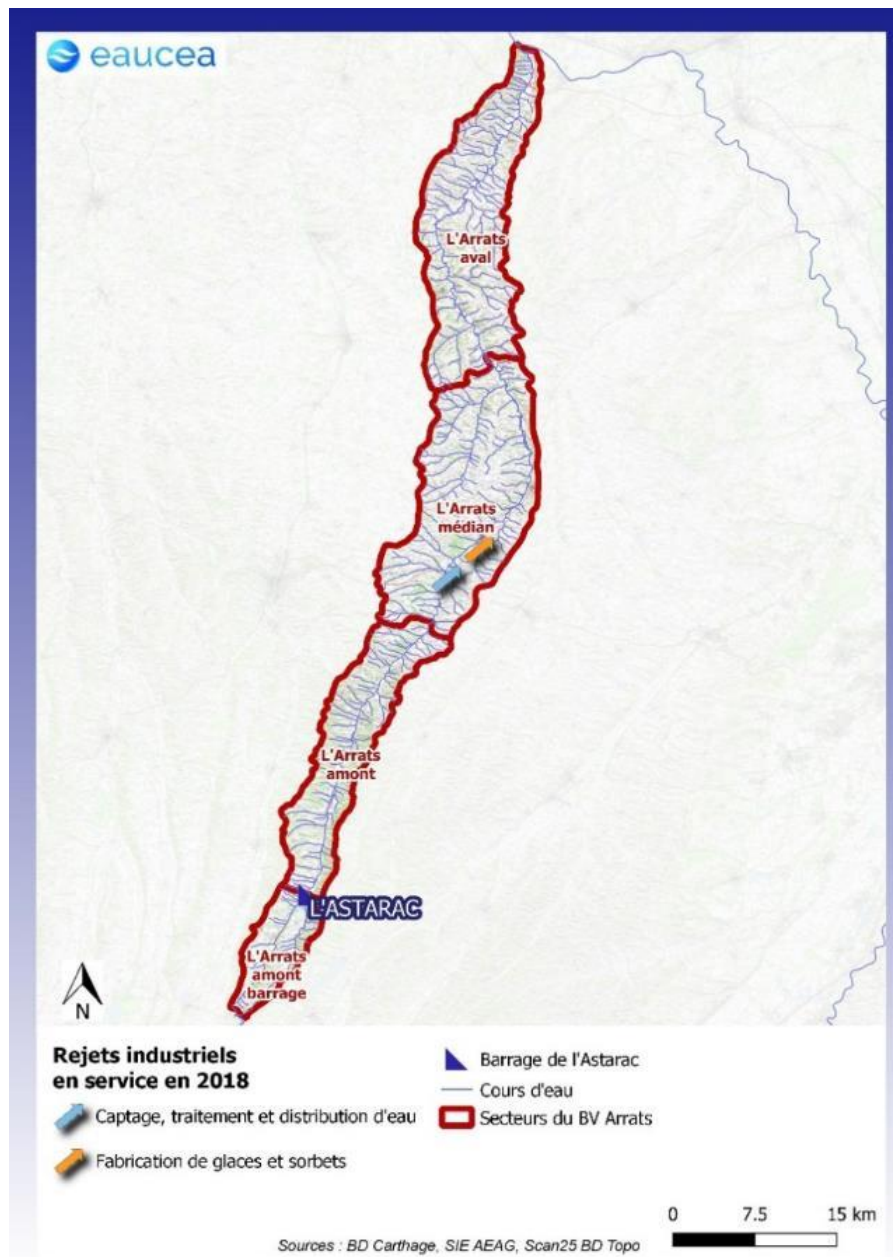 eaucea
L'Arrats
aval
L'Arrats
médian
L'Arrats
amont
L'ASTARAC
L'Arrats
amont
barrage
N
Rejets industriels
en service en 2018
Captage, traitement et distribution d'eau
Fabrication de glaces et sorbets
Barrage de l'Astarac
Cours d'eau
Secteurs du BV Arrats
0 7.5 15 km
Sources : BD Carthage, SIE AEAG, Scan25 BD Topo